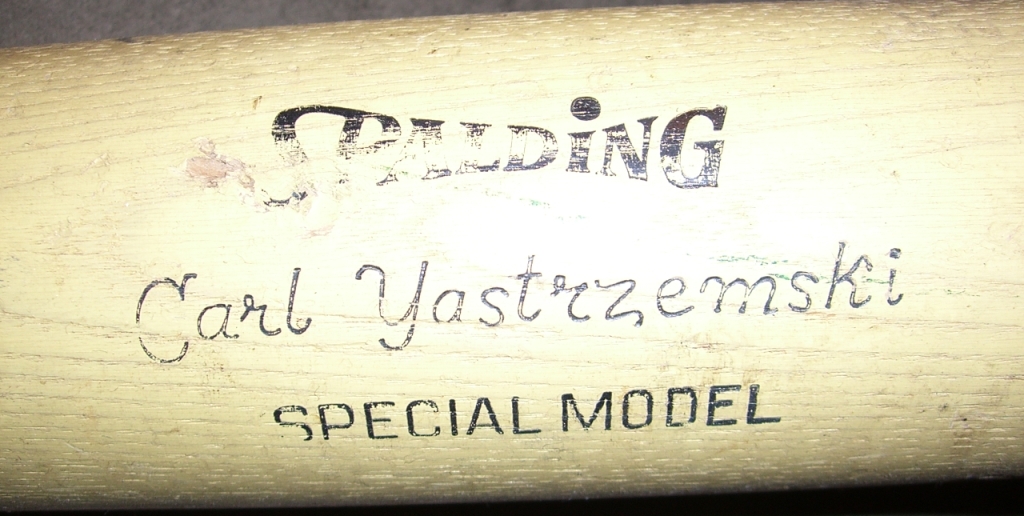 SPALDiNG
Carl Yastrzemski
SPECIAL MODEL